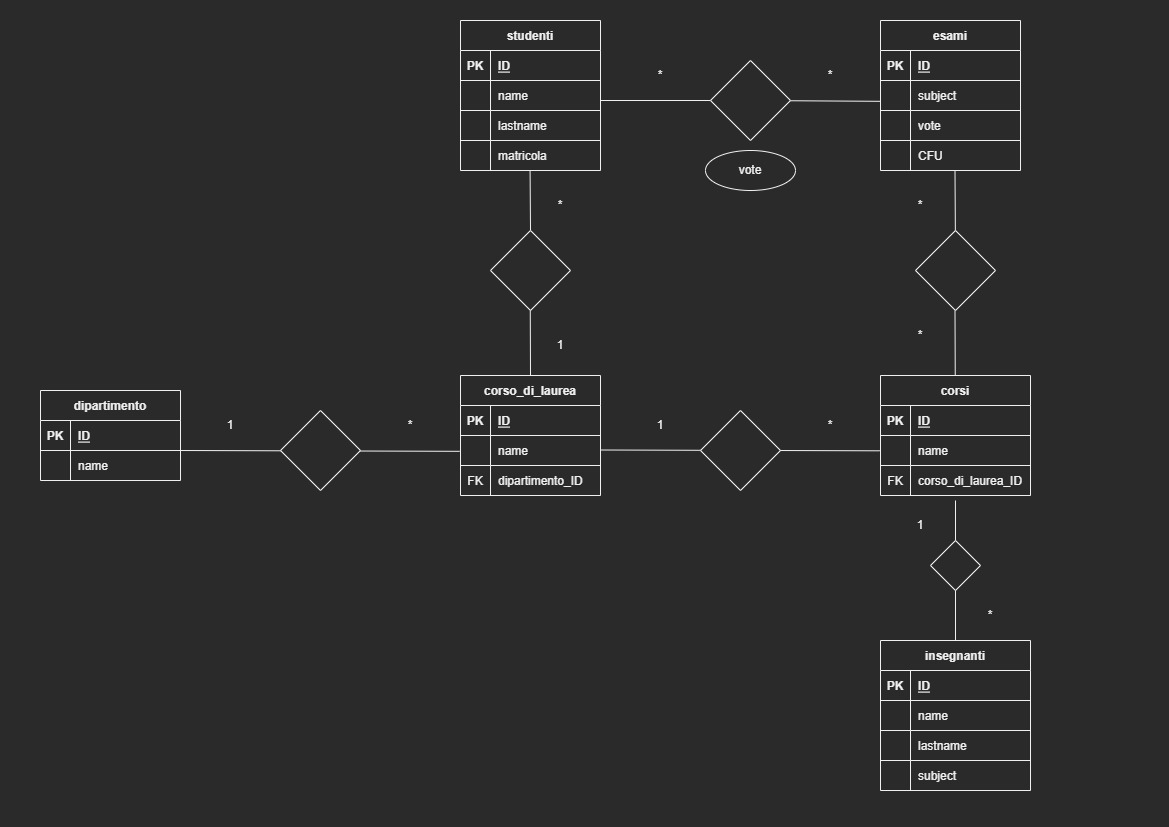 studenti
PK ID
name
lastname
matricola
* *
vote
esami
PK ID
subject
vote
CFU
*
1
*
*
dipartimento
PK ID
name
1 *
corso_di_laurea
PK ID
name
FK dipartimento_ID
1 *
corsi
PK ID
name
FK corso_di_laurea_ID
1
*
insegnanti
PK ID
name
lastname
subject